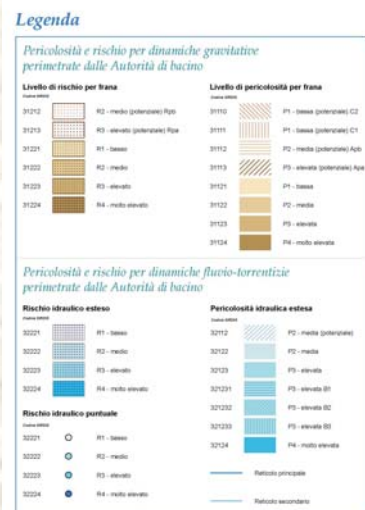 Legenda
Pericolosità e rischio per dinamiche gravitative
perimetrate dalle Autorità di bacino
Livello di rischio per frana
31212 R2 - medio (potenziale) Rpb
31213 R3 - elevato (potenziale) Rpa
31221 R1 - basso
31222 R2 - medio
31223 R3 - elevato
31224 R4 - molto elevato
Livello di pericolosità per frana
31110 P1 - bassa (potenziale) C2
31111 P1 - bassa (potenziale) C1
31112 P2 - media (potenziale) Apb
31113 P3 - elevata (potenziale) Apa
31121 P1 - bassa
31122 P2 - media
31123 P3 - elevata
31124 P4 - molto elevata
Pericolosità e rischio per dinamiche fluvio-torrentizie
perimetrate dalle Autorità di bacino
Rischio idraulico esteso
32221 R1 - basso
32222 R2 - medio
32223 R3 - elevato
32224 R4 - molto elevato
Rischio idraulico puntuale
32221 R1 - basso
32222 R2 - medio
32223 R3 - elevato
32224 R4 - molto elevato
Pericolosità idraulica estesa
32112 P2 - media (potenziale)
32122 P2 - media
32123 P3 - elevata
321231 P3 - elevata B1
321232 P3 - elevata B2
321233 P3 - elevata B3
32124 P4 - molto elevata
Reticolo principale
Reticolo secondario